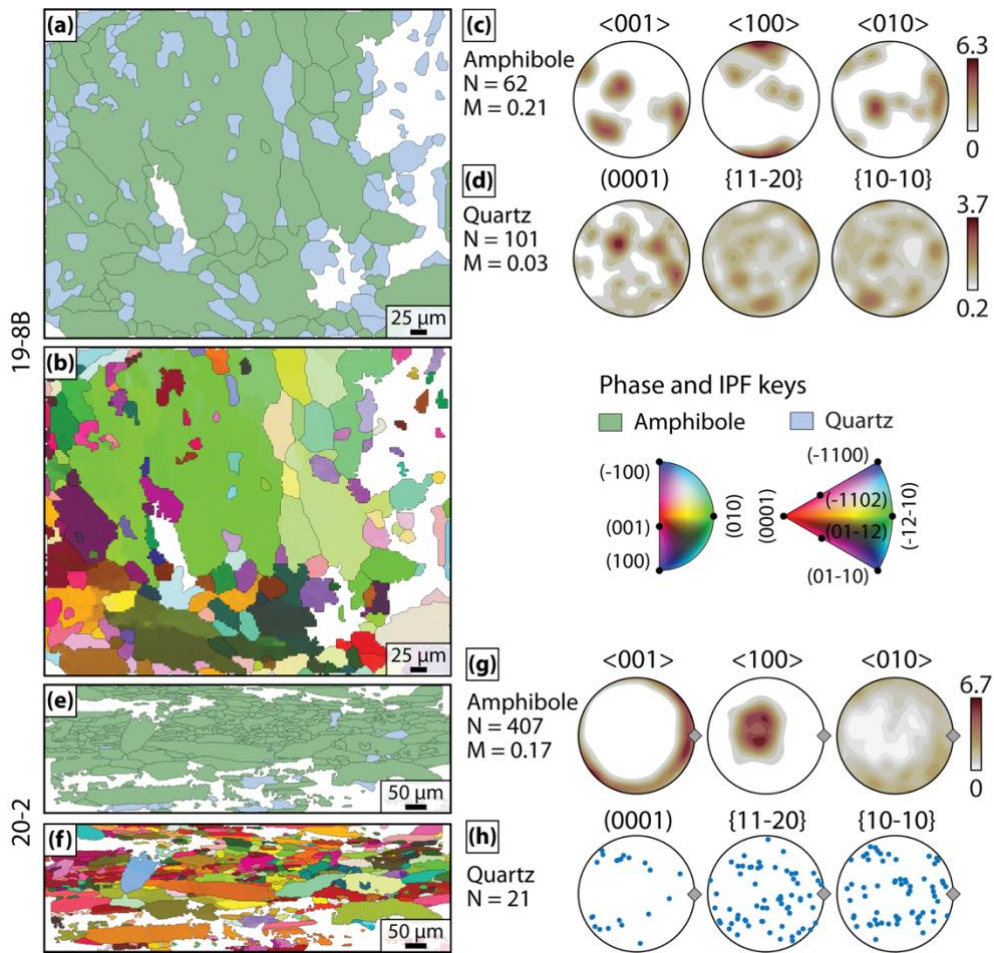 (a)
25 µm
(b)
25 µm
19-8B
(c)
<001> <100> <010>
Amphibole
N = 62
M = 0.21
6.3
0
(d)
(0001) {11-20} {10-10}
Quartz
N = 101
M = 0.03
3.7
0.2
Phase and IPF keys
Amphibole Quartz
(-100)
(001)
(100)
(010)
(0001)
(-1100)
(-1102)
(01-12)
(01-10)
(-12-10)
(e)
50 µm
(f)
50 µm
20-2
(g)
<001> <100> <010>
Amphibole
N = 407
M = 0.17
6.7
0
(h)
(0001) {11-20} {10-10}
Quartz
N = 21